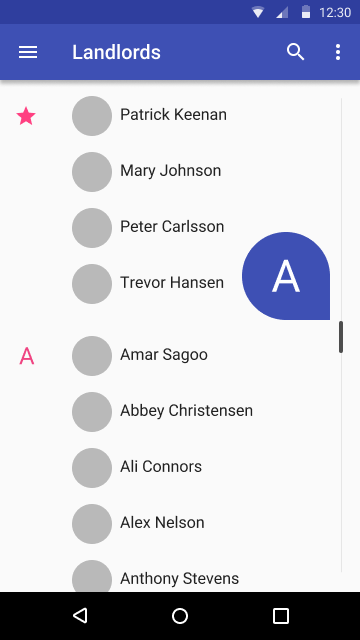 12:30
Landlords
Patrick Keenan
Mary Johnson
Peter Carlsson
A
Trevor Hansen
A
Amar Sagoo
Abbey Christensen
Ali Connors
Alex Nelson
Anthony Stevens